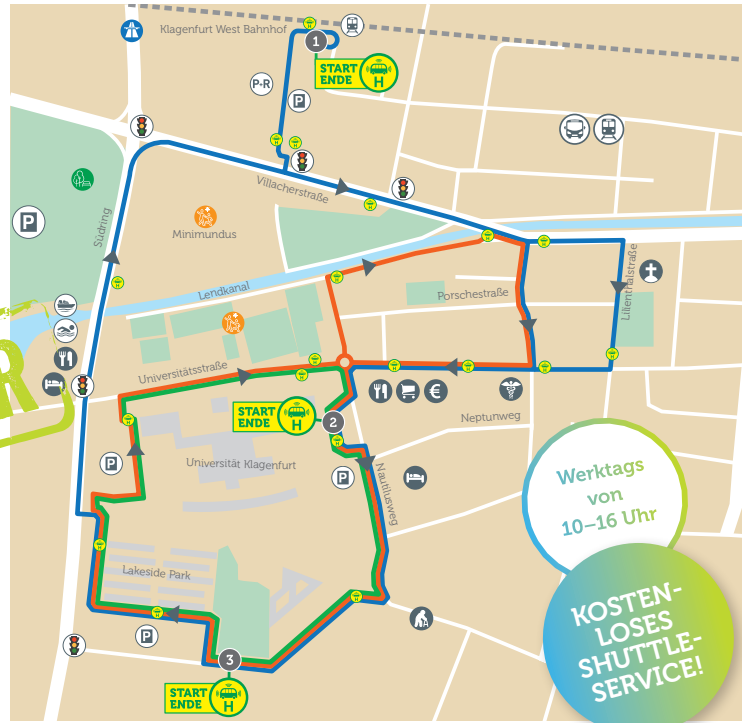 Klagenfurt West Bahnhof
1
START
ENDE
H
P+R
P
Villacherstraße
Südring
P
Minimundus
Lendkanal
Porschestraße
Lilienthalstraße
Universitätsstraße
R
START
ENDE
H
2
€
Neptunweg
P
Universität Klagenfurt
P
Nautilusweg
Lakeside Park
P
3
START
ENDE
H
Werktags
von
10–16 Uhr
KOSTEN-
LOSES
SHUTTLE-
SERVICE!